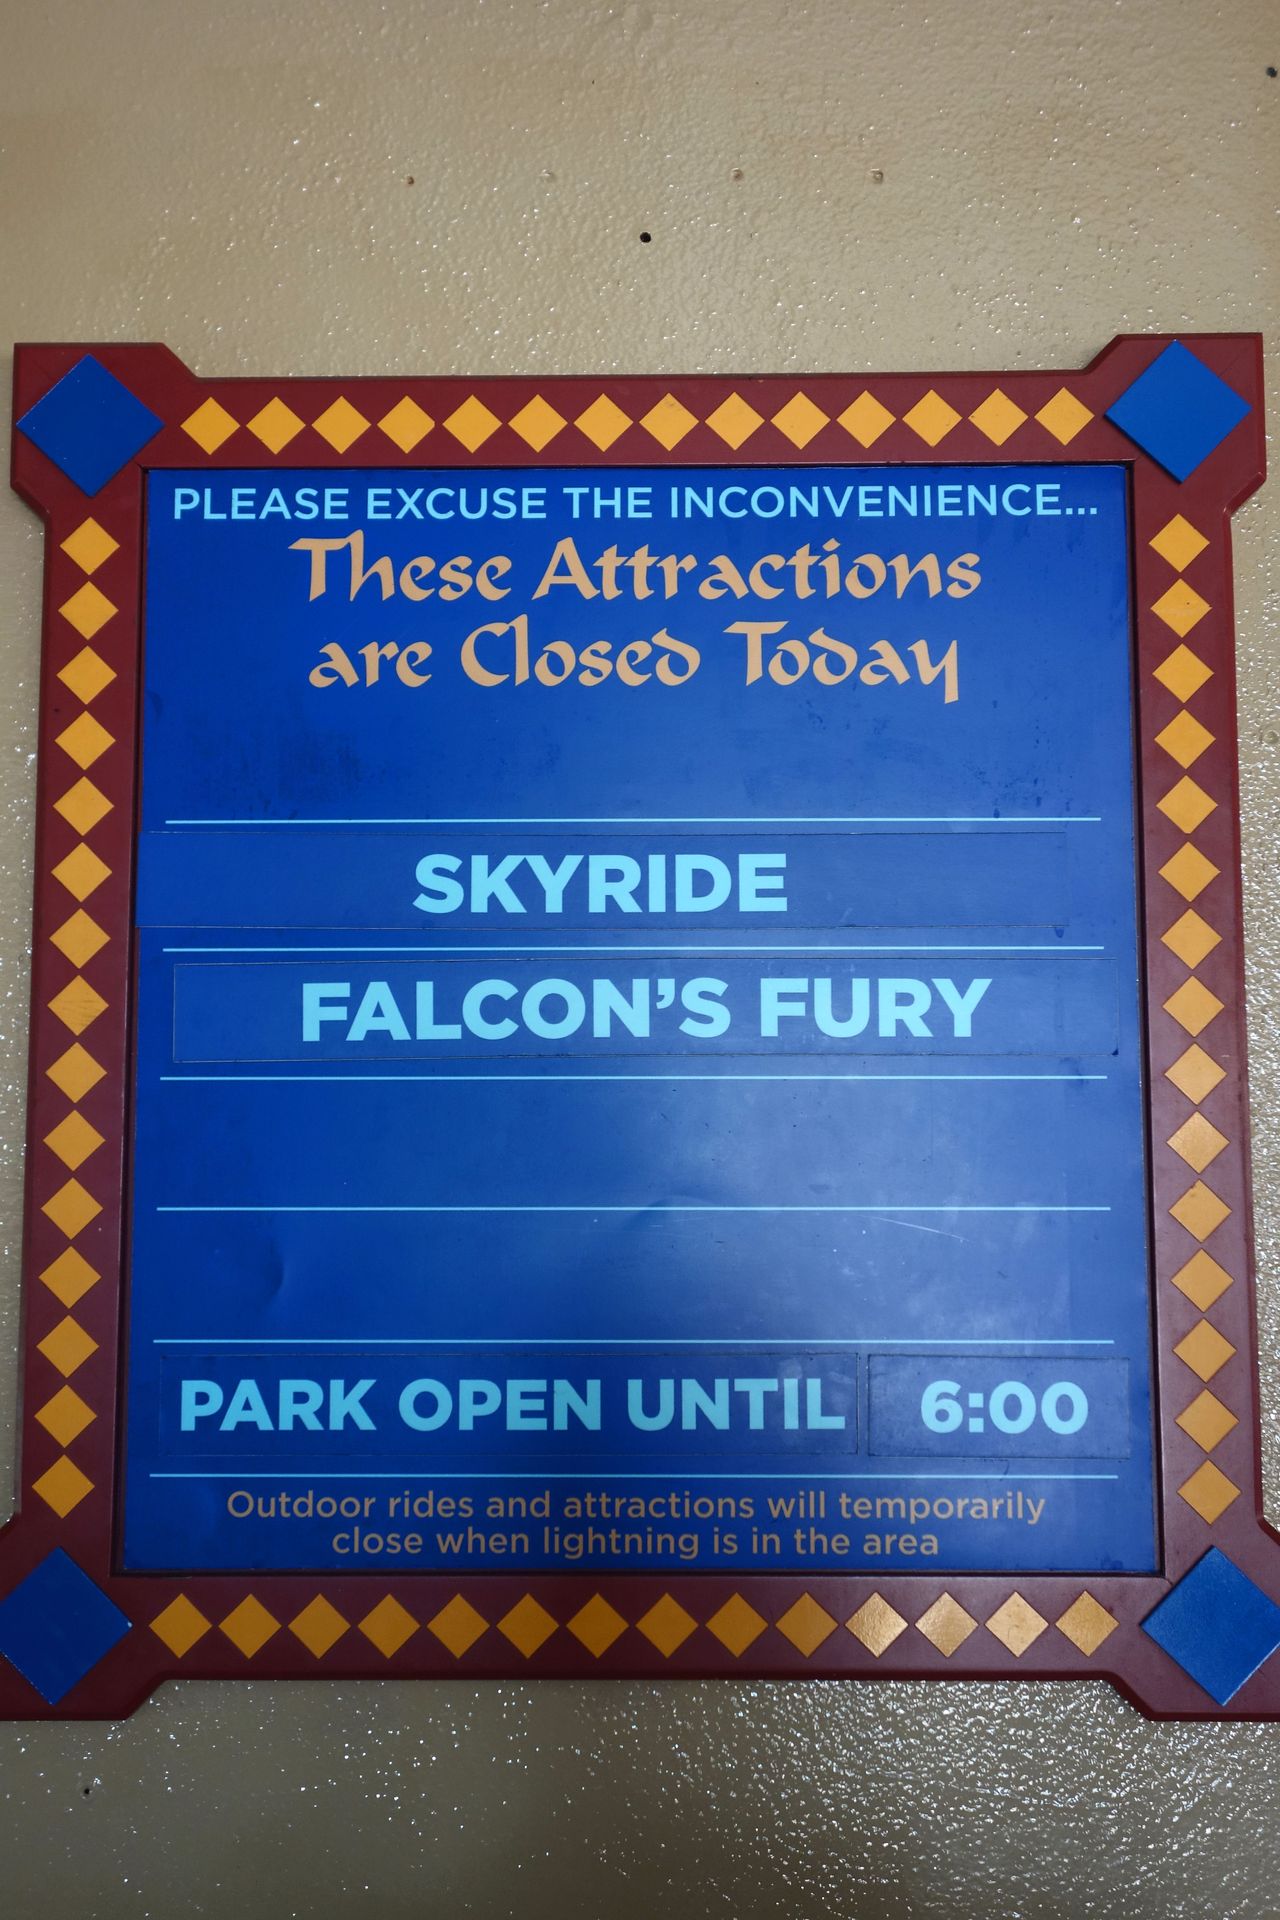 PLEASE EXCUSE THE INCONVENIENCE...
These Attractions
are Closed Today
SKYRIDE
FALCON'S FURY
PARK OPEN UNTIL 6:00
Outdoor rides and attractions will temporarily
close when lightning is in the area